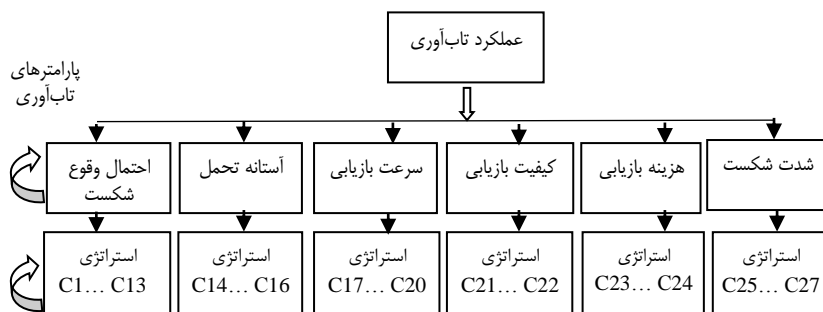 عملکرد تاب‌آوری
پارامترهای
تاب‌آوری
احتمال وقوع
شکست
آستانه تحمل
سرعت بازیابی
کیفیت بازیابی
هزینه بازیابی
شدت شکست
استراتژی
C1… C13
استراتژی
C14… C16
استراتژی
C17… C20
استراتژی
C21… C22
استراتژی
C23… C24
استراتژی
C25… C27